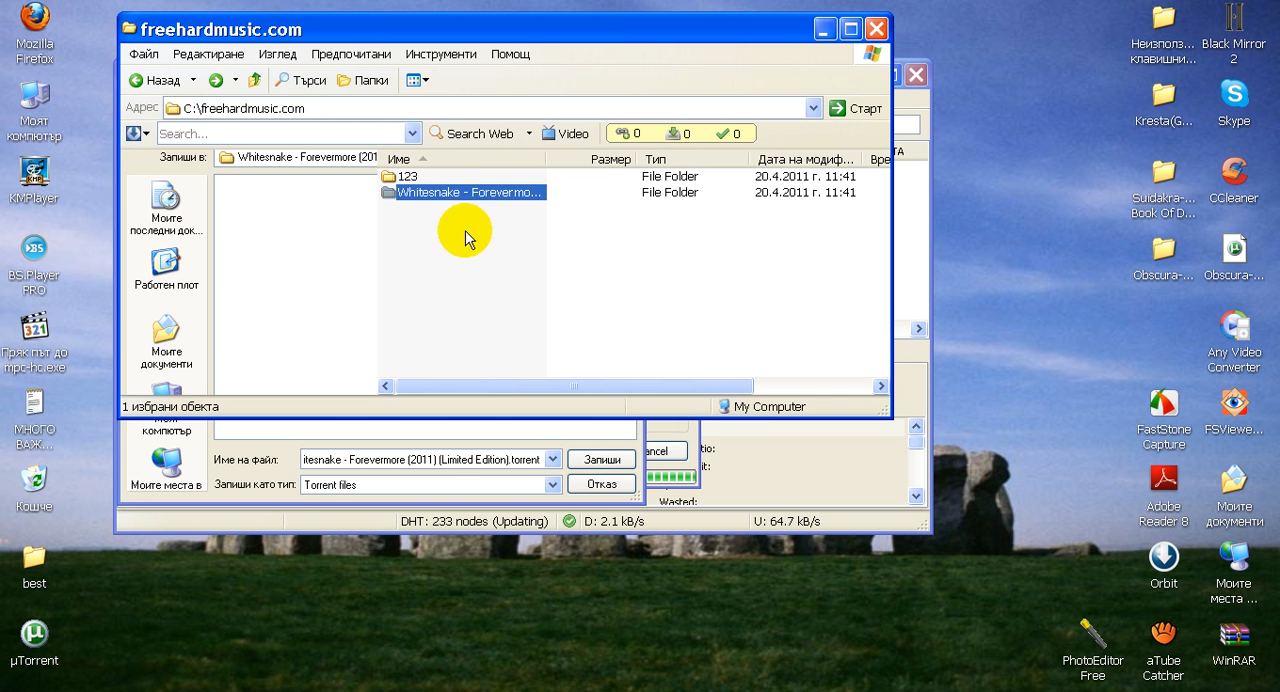 Mozilla
Firefox
Моят
компютър
KMPlayer
BS.Player
PRO
Пряк път до
mpc-hc.exe
МНОГО
ВАЖ...
Кошче
best
µTorrent
freehardmusic.com
Файл Редактиране Изглед Предпочитани Инструменти Помощ
Назад Търси Папки
Адрес C:\freehardmusic.com Старт
Search... Search Web Video 0 0 0
Запиши в: Whitesnake - Forevermore (201
Име Размер Тип Дата на модиф... Вре
123 File Folder 20.4.2011 г. 11:41
Whitesnake - Forevermo... File Folder 20.4.2011 г. 11:41
Моите
последни док...
Работен плот
Моите
документи
1 избрани обекта My Computer
компютър
Моите места в
Име на файл: itesnake - Forevermore (2011) (Limited Edition).torrent Запиши
Запиши като тип: Torrent files Отказ
ancel
tio:
it:
Wasted:
DHT: 233 nodes (Updating) D: 2.1 kB/s U: 64.7 kB/s
Неизполз...
клавишни...
Black Mirror
2
Kresta(G...
Skype
Suidakra-...
Book Of D...
CCleaner
Obscura-...
Obscura-...
Any Video
Converter
FastStone
Capture
FSViewe...
Adobe
Reader 8
Моите
документи
Orbit
Моите
места ...
PhotoEditor
Free
aTube
Catcher
WinRAR